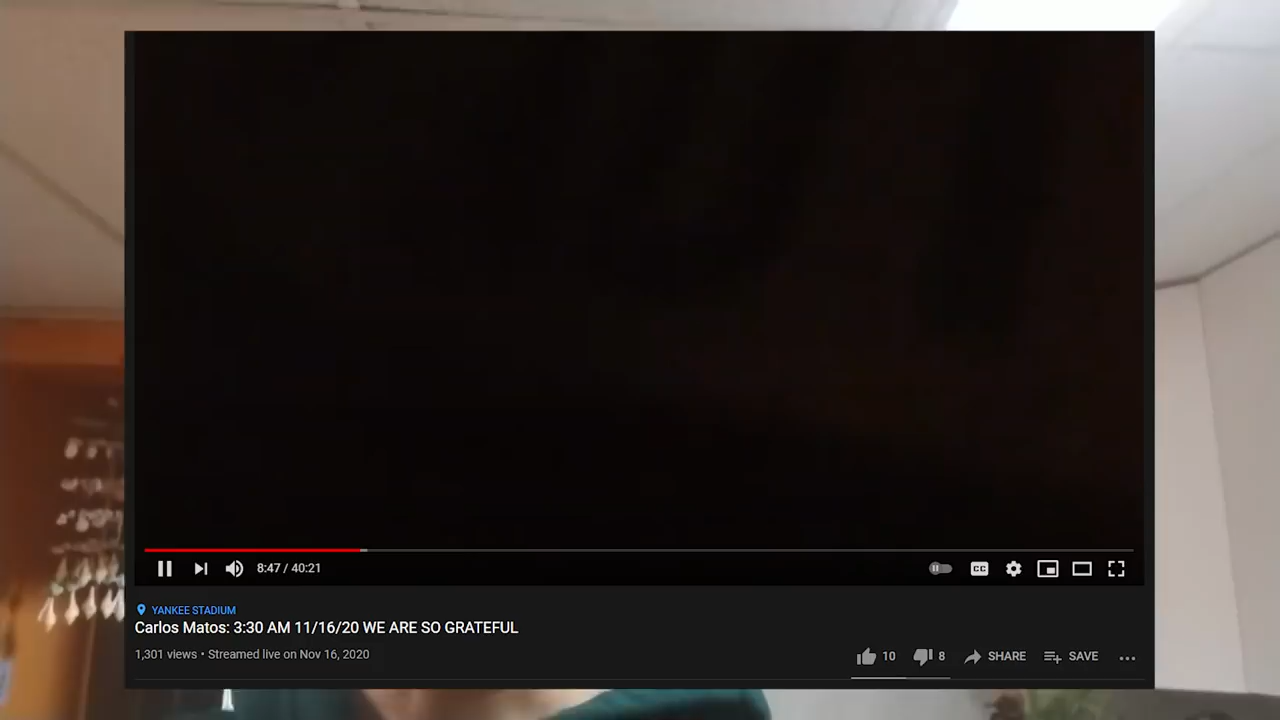 8:47 / 40:21
CC
YANKEE STADIUM
Carlos Matos: 3:30 AM 11/16/20 WE ARE SO GRATEFUL
1,301 views • Streamed live on Nov 16, 2020
10 8 SHARE SAVE